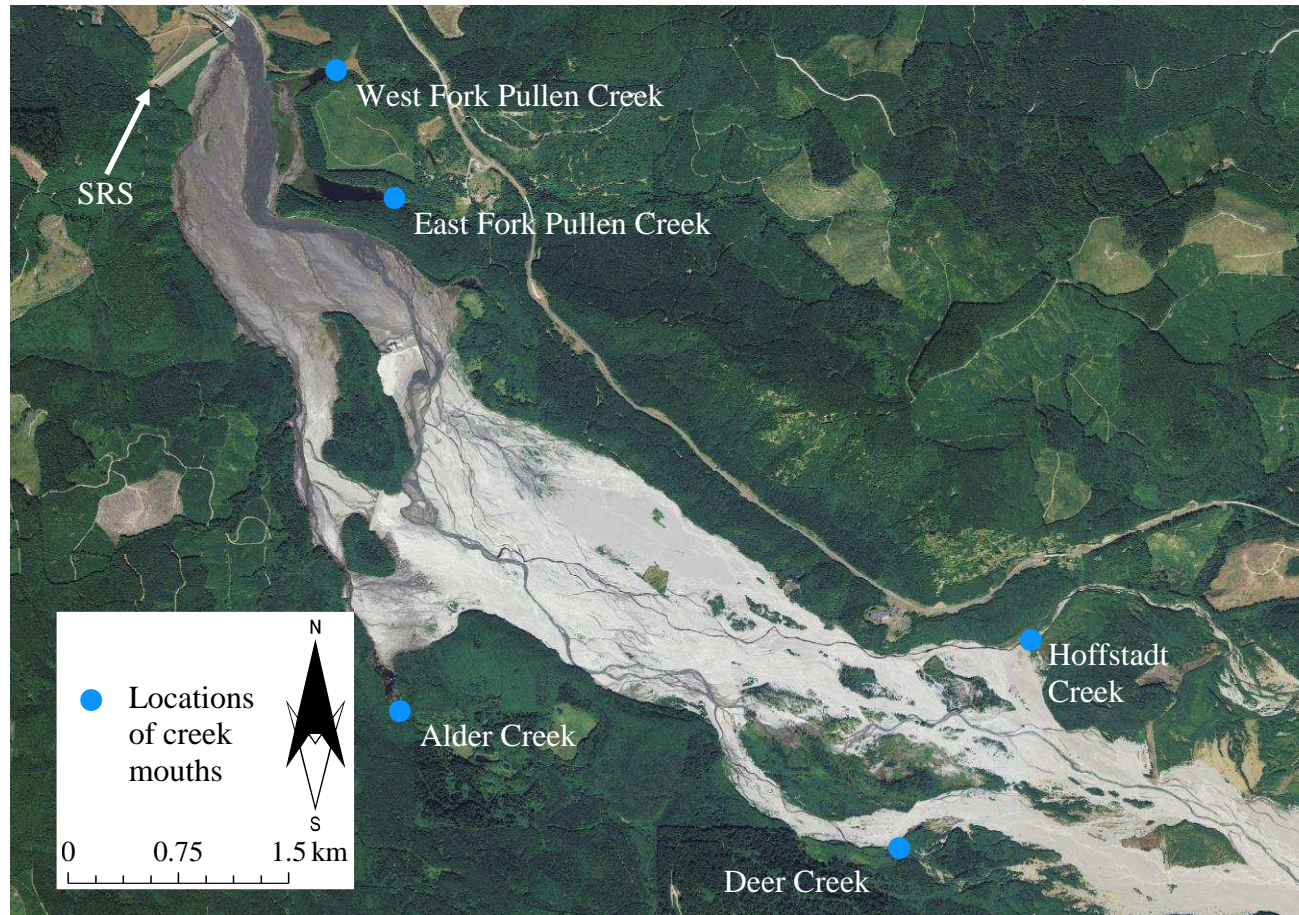 West Fork Pullen Creek
SRS
East Fork Pullen Creek
Hoffstadt
Creek
Alder Creek
Deer Creek
N
Locations
of creek
mouths
S
0 0.75 1.5 km